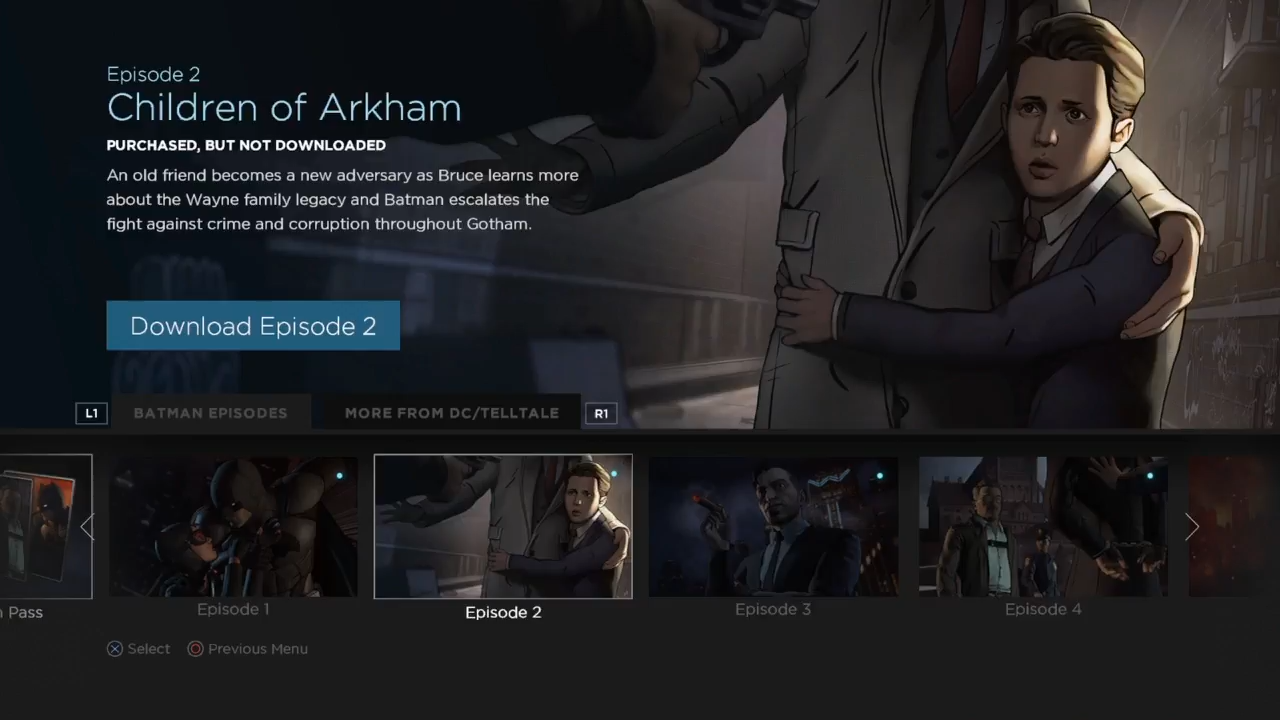 Episode 2
Children of Arkham
PURCHASED, BUT NOT DOWNLOADED
An old friend becomes a new adversary as Bruce learns more
about the Wayne family legacy and Batman escalates the
fight against crime and corruption throughout Gotham.
Download Episode 2
L1 BATMAN EPISODES MORE FROM DC/TELLTALE R1
Pass Episode 1 Episode 2 Episode 3 Episode 4
Select Previous Menu